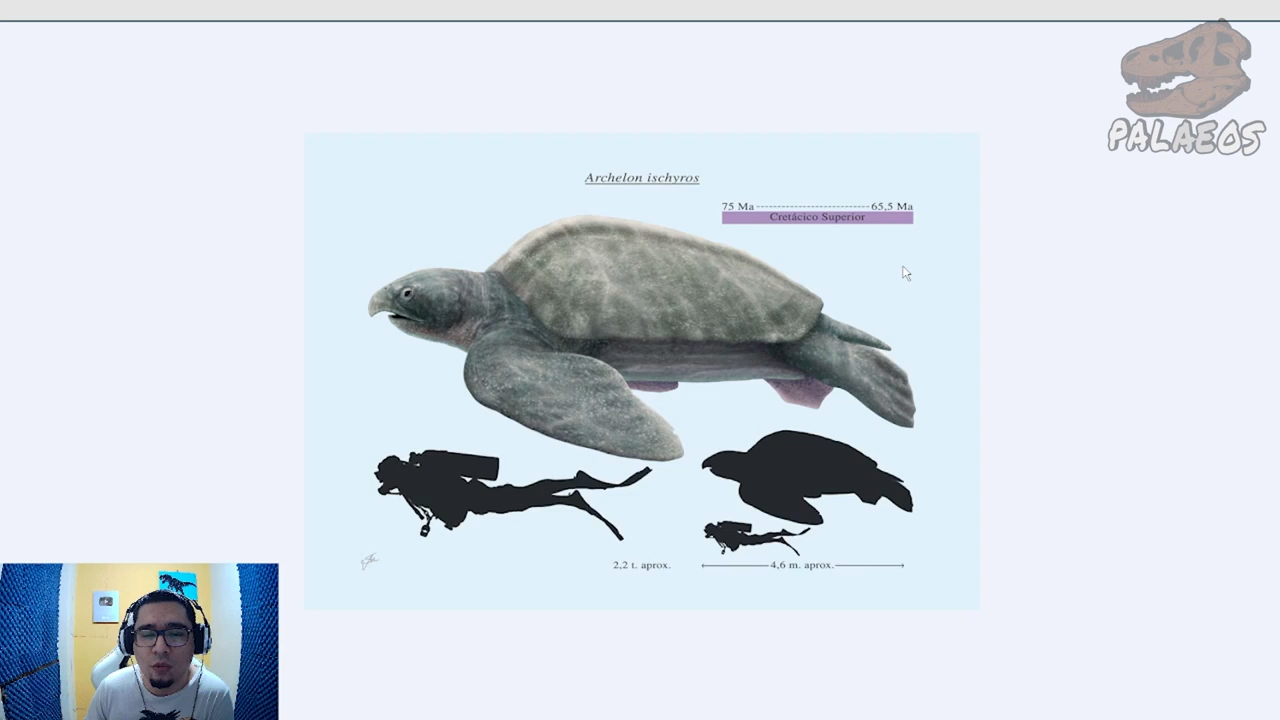 PALAEOS
Archelon ischyros
75 Ma ---------------------------- 65,5 Ma
Cretácico Superior
2,2 t. aprox.
4,6 m. aprox.